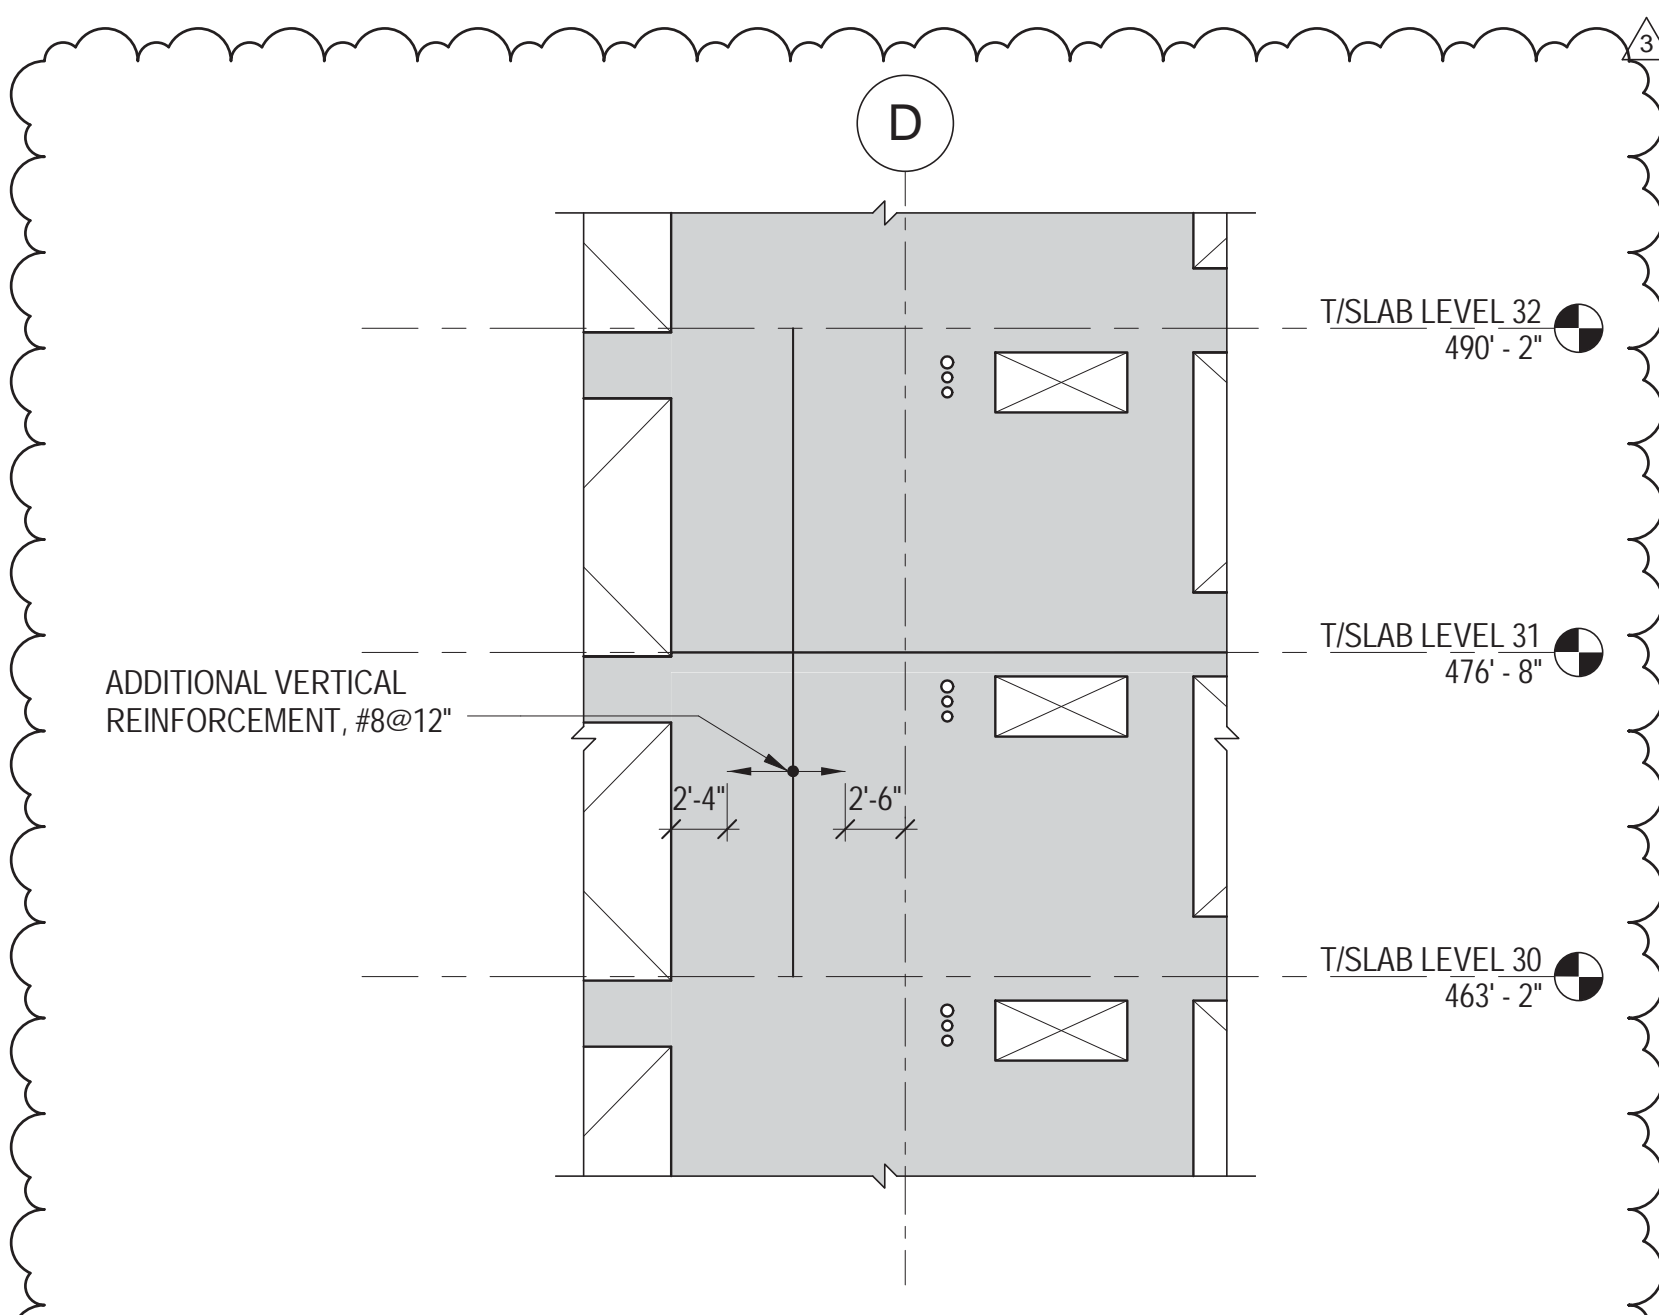 3
D
T/SLAB LEVEL 32
490' - 2"
T/SLAB LEVEL 31
476' - 8"
ADDITIONAL VERTICAL
REINFORCEMENT, #8@12"
2'-4"
2'-6"
T/SLAB LEVEL 30
463' - 2"